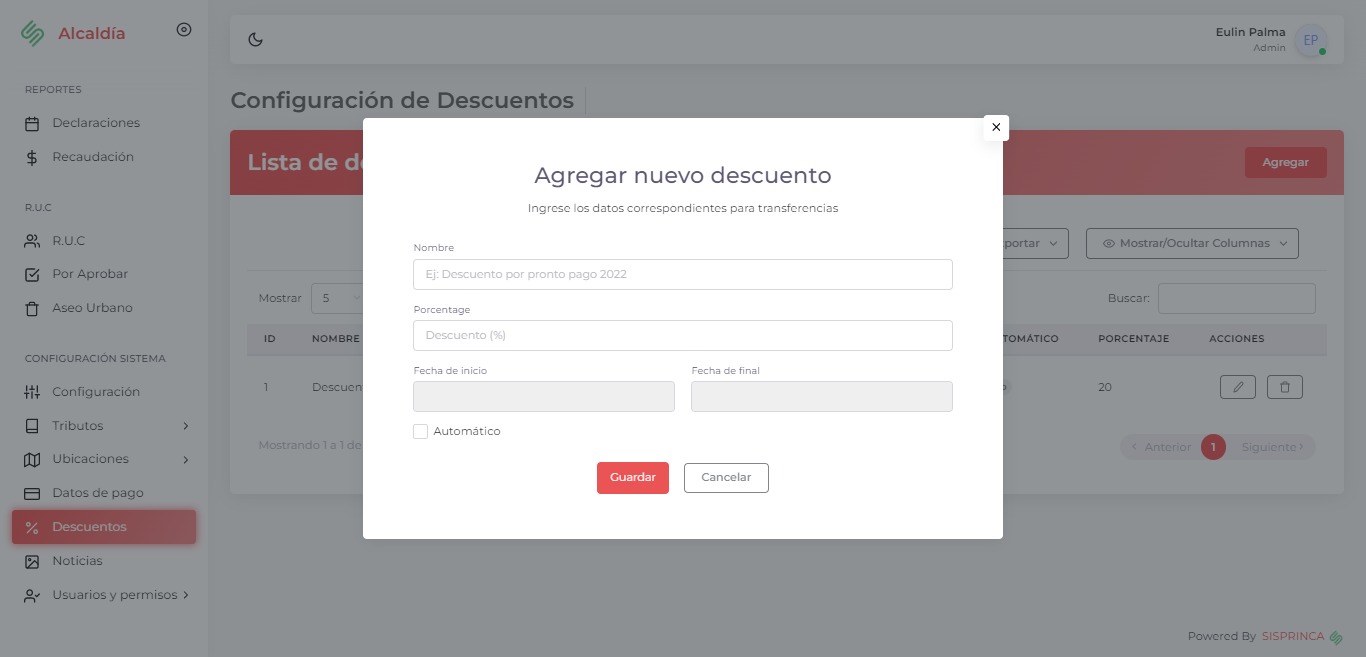 Alcaldía
Eulin Palma
Admin
EP
REPORTES
Declaraciones
Recaudación
R.U.C
R.U.C
Por Aprobar
Aseo Urbano
CONFIGURACIÓN SISTEMA
Configuración
Tributos
Ubicaciones
Datos de pago
Descuentos
Noticias
Usuarios y permisos
Configuración de Descuentos
Lista de
Agregar
Mostrar/Ocultar Columnas
Mostrar 5
Buscar:
ID NOMBRE PORCENTAJE ACCIONES
1 20
Mostrando 1 a 1 de
Anterior 1 Siguiente
×
Agregar nuevo descuento
Ingrese los datos correspondientes para transferencias
Nombre
Ej: Descuento por pronto pago 2022
Porcentage
Descuento (%)
Fecha de inicio Fecha de final
Automático
Guardar Cancelar
Powered By SISPRINCA